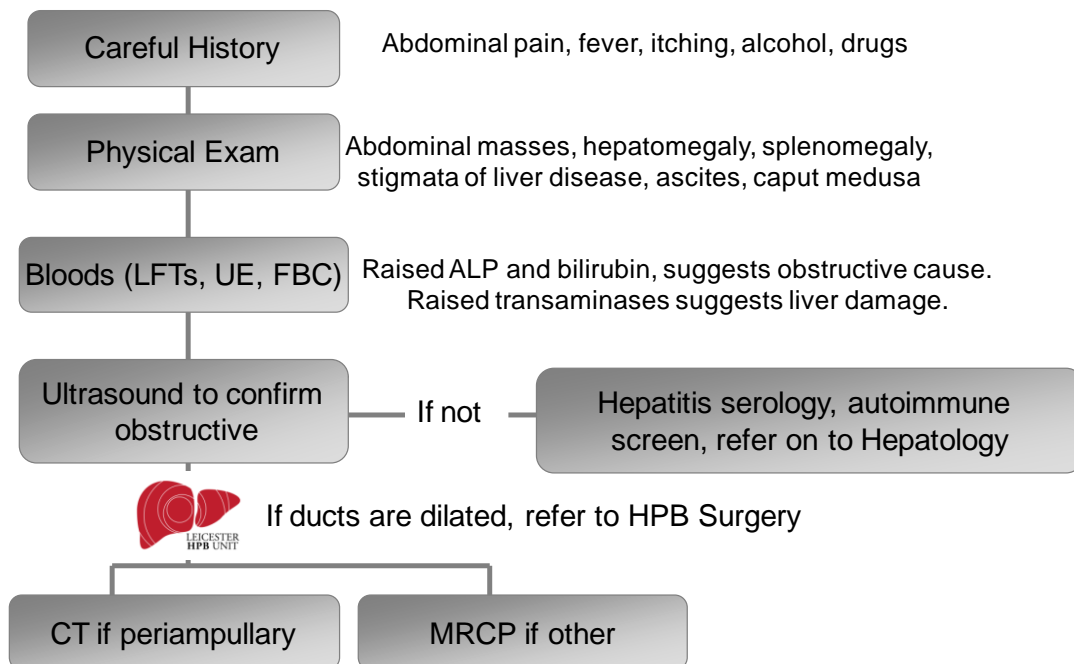 Careful History
Abdominal pain, fever, itching, alcohol, drugs
Physical Exam
Abdominal masses, hepatomegaly, splenomegaly,
stigmata of liver disease, ascites, caput medusa
Bloods (LFTs, UE, FBC)
Raised ALP and bilirubin, suggests obstructive cause.
Raised transaminases suggests liver damage.
Ultrasound to confirm
obstructive
If not
Hepatitis serology, autoimmune
screen, refer on to Hepatology
LEICESTER
HPB UNIT
If ducts are dilated, refer to HPB Surgery
CT if periampullary
MRCP if other